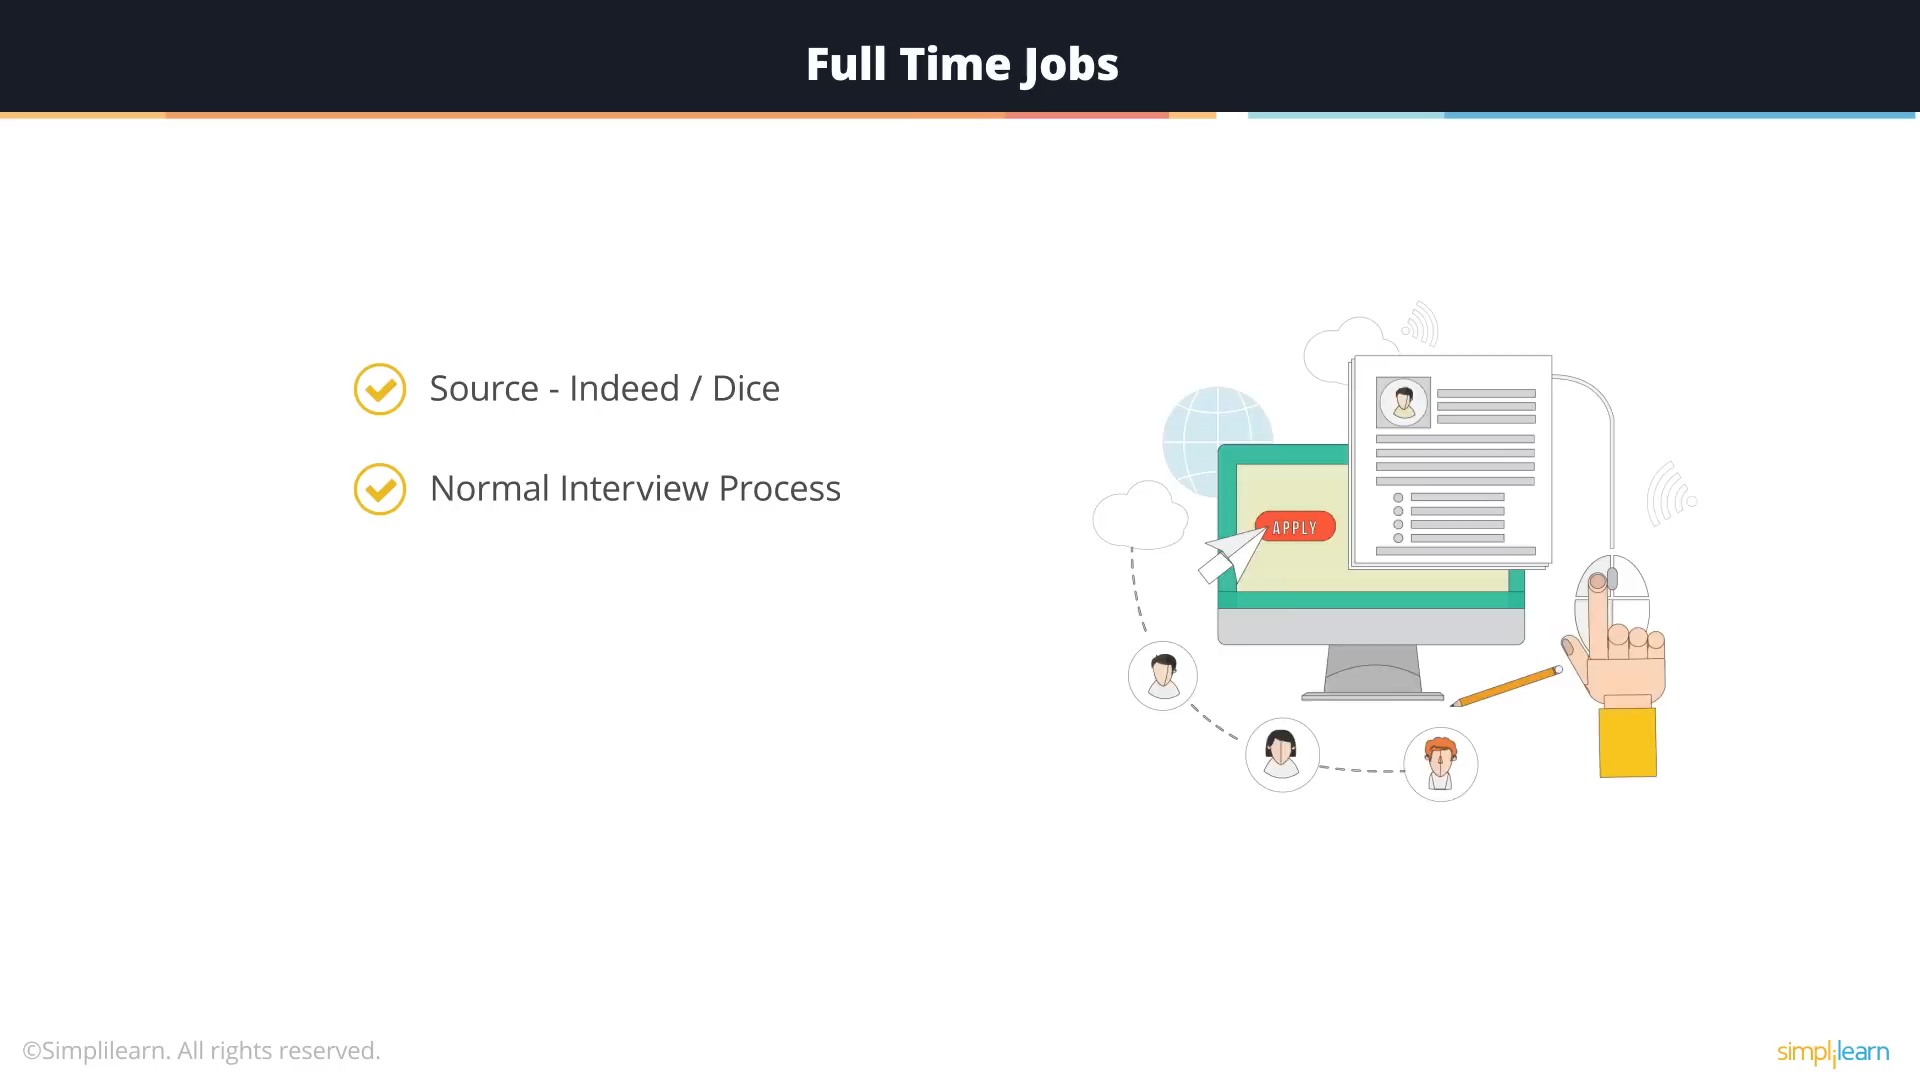 Full Time Jobs
Source - Indeed / Dice
Normal Interview Process
APPLY
©Simplilearn. All rights reserved.
simplilearn